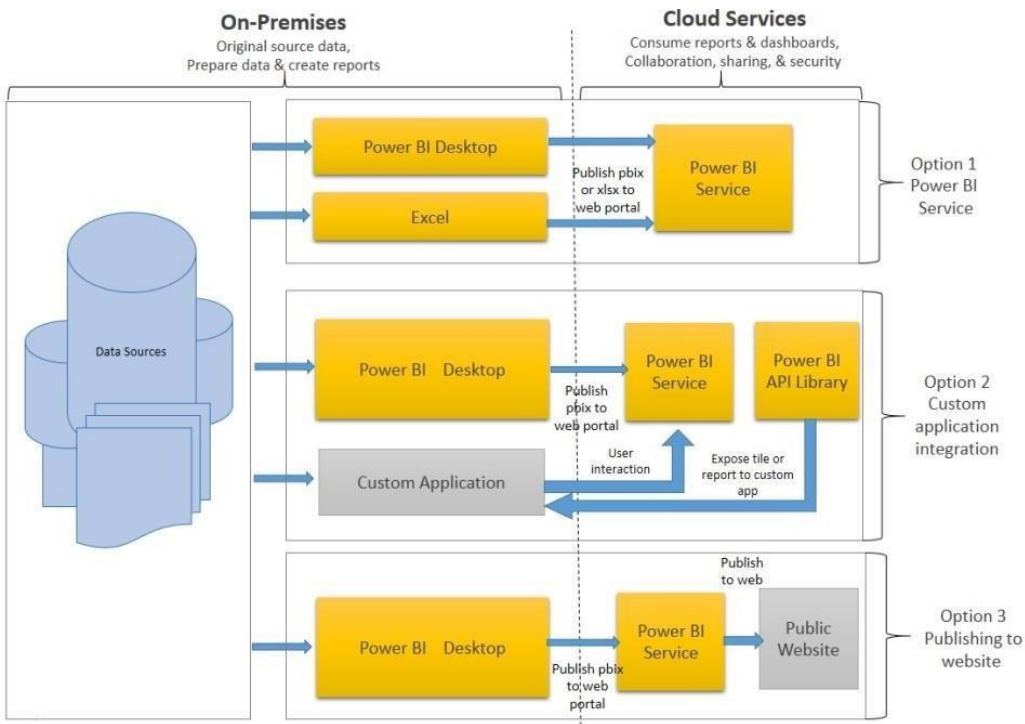 On-Premises
Original source data,
Prepare data & create reports
Cloud Services
Consume reports & dashboards,
Collaboration, sharing, & security
Data Sources
Power BI Desktop
Excel
Publish pbix
or xlsx to
web portal
Power BI
Service
Option 1
Power BI
Service
Power BI Desktop
Publish
pbix to
web portal
Power BI
Service
Power BI
API Library
Custom Application
User
interaction
Expose tile or
report to custom
app
Option 2
Custom
application
integration
Power BI Desktop
Publish pbix
to web
portal
Power BI
Service
Publish
to web
Public
Website
Option 3
Publishing to
website